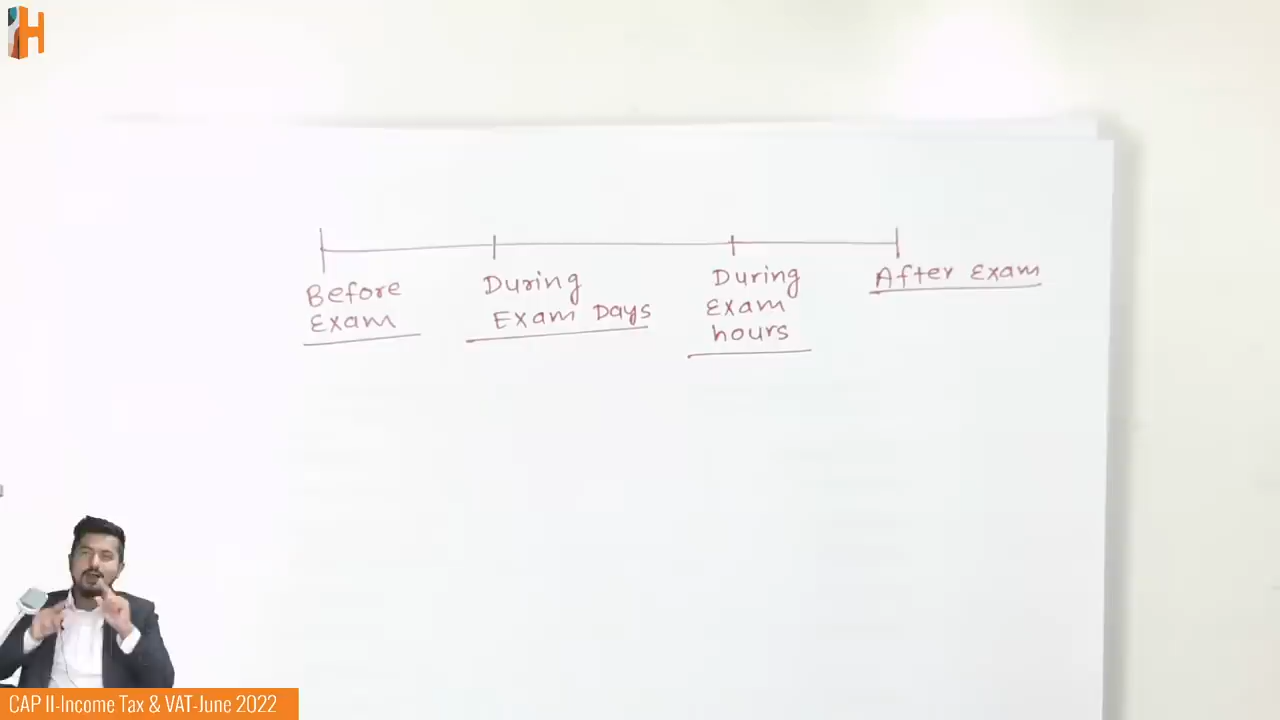 H
Before
Exam
During
Exam Days
During
Exam
hours
After Exam
CAP II-Income Tax & VAT-June 2022